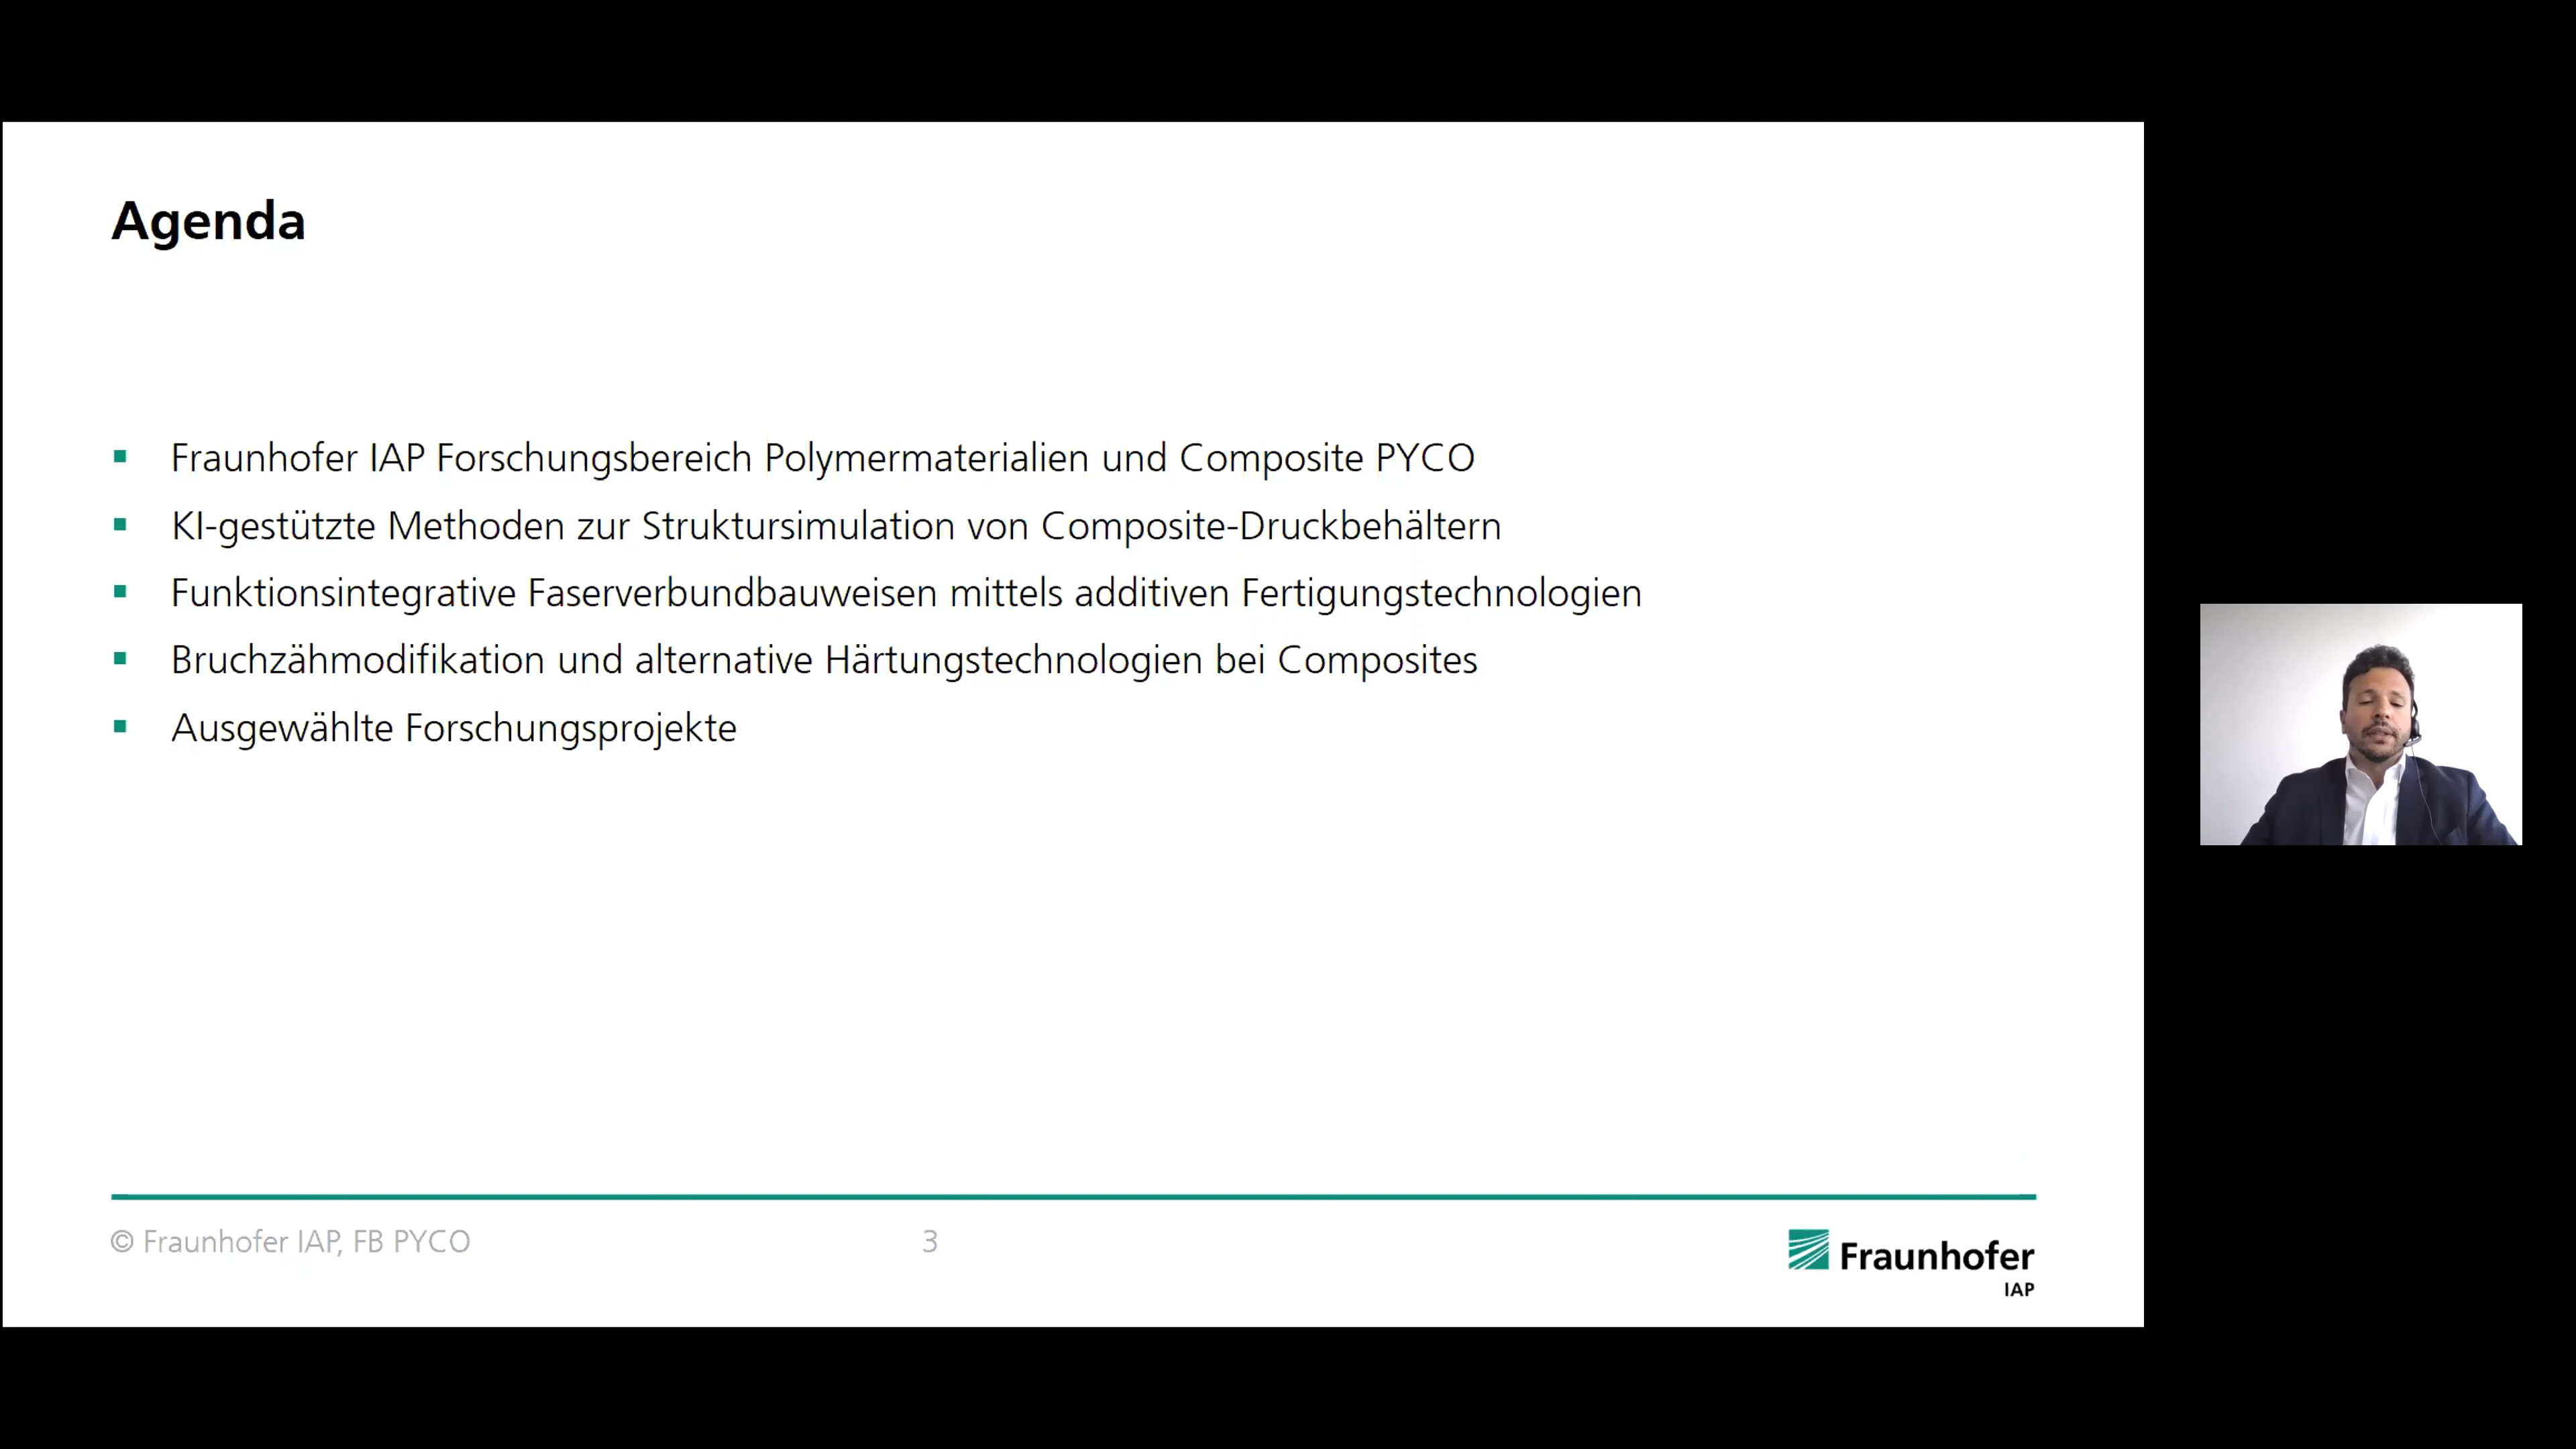 Agenda
Fraunhofer IAP Forschungsbereich Polymermaterialien und Composite PYCO
KI-gestützte Methoden zur Struktursimulation von Composite-Druckbehältern
Funktionsintegrative Faserverbundbauweisen mittels additiven Fertigungstechnologien
Bruchzähmodifikation und alternative Härtungstechnologien bei Composites
Ausgewählte Forschungsprojekte
© Fraunhofer IAP, FB PYCO
3
Fraunhofer
IAP